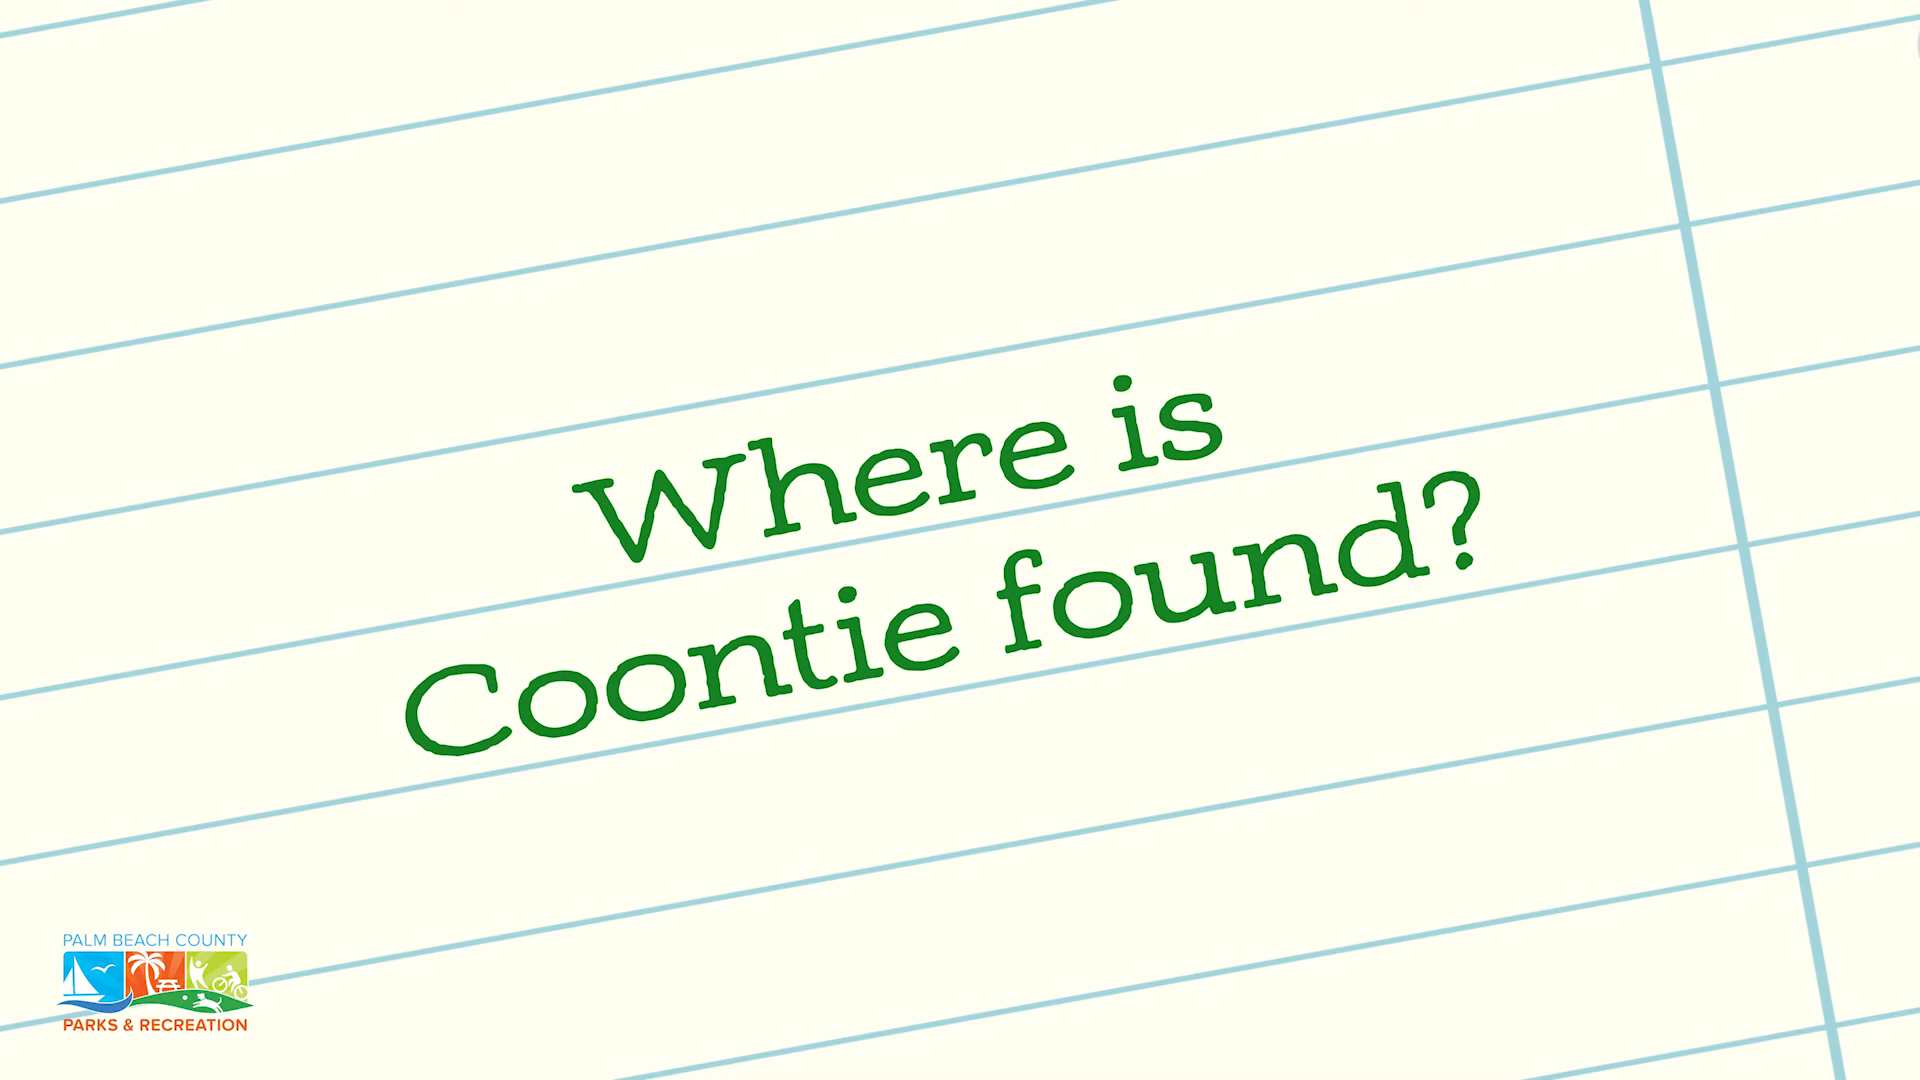 Where is
Coontie found?
PALM BEACH COUNTY
PARKS & RECREATION